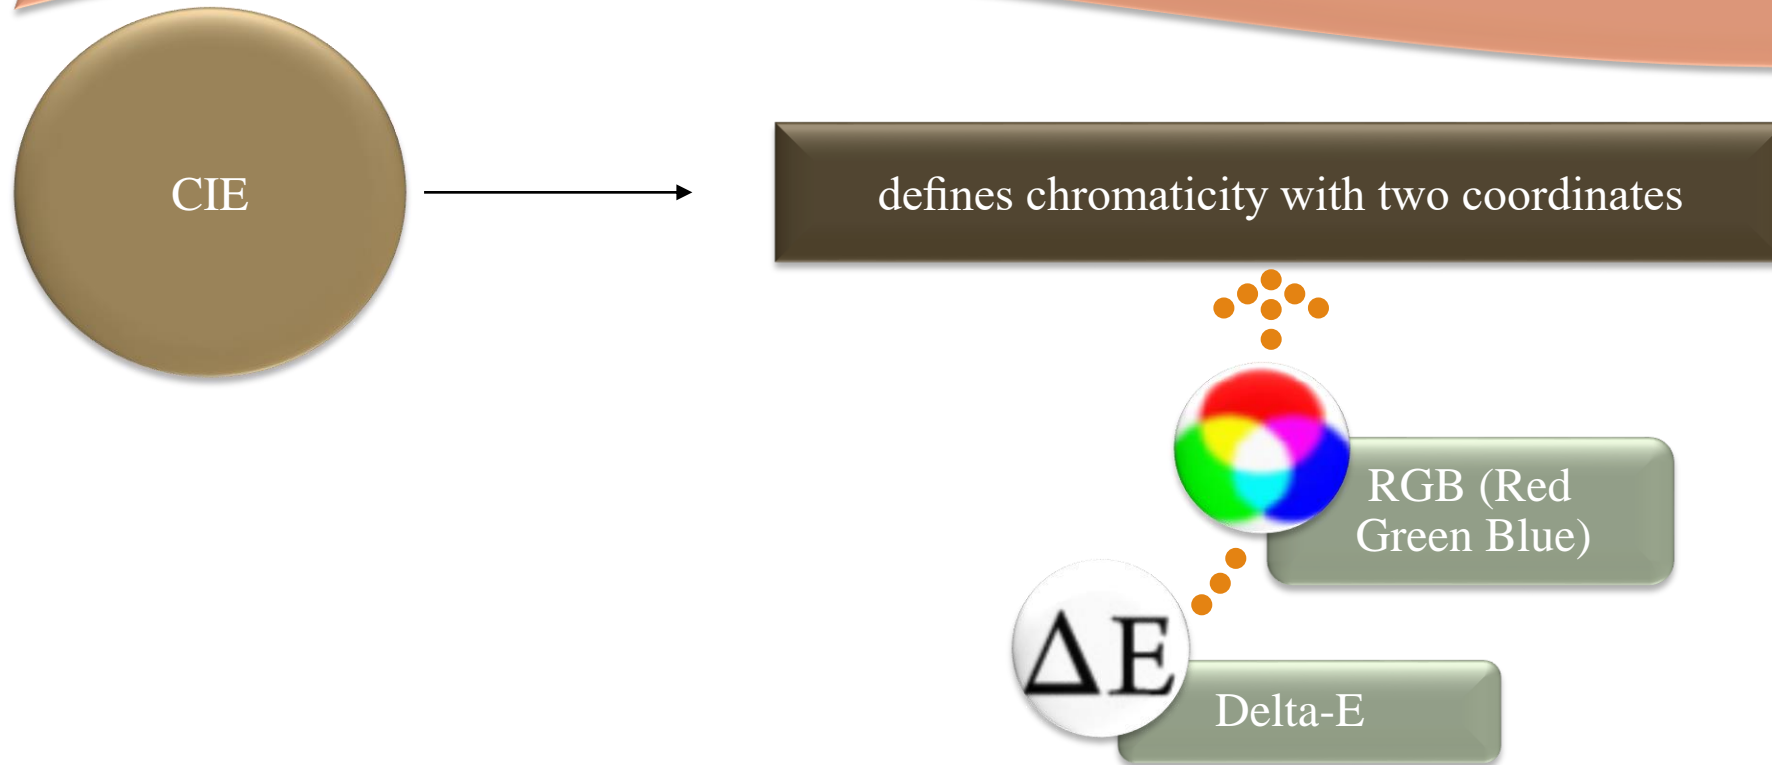 CIE
defines chromaticity with two coordinates
RGB (Red
Green Blue)
ΔE
Delta-E